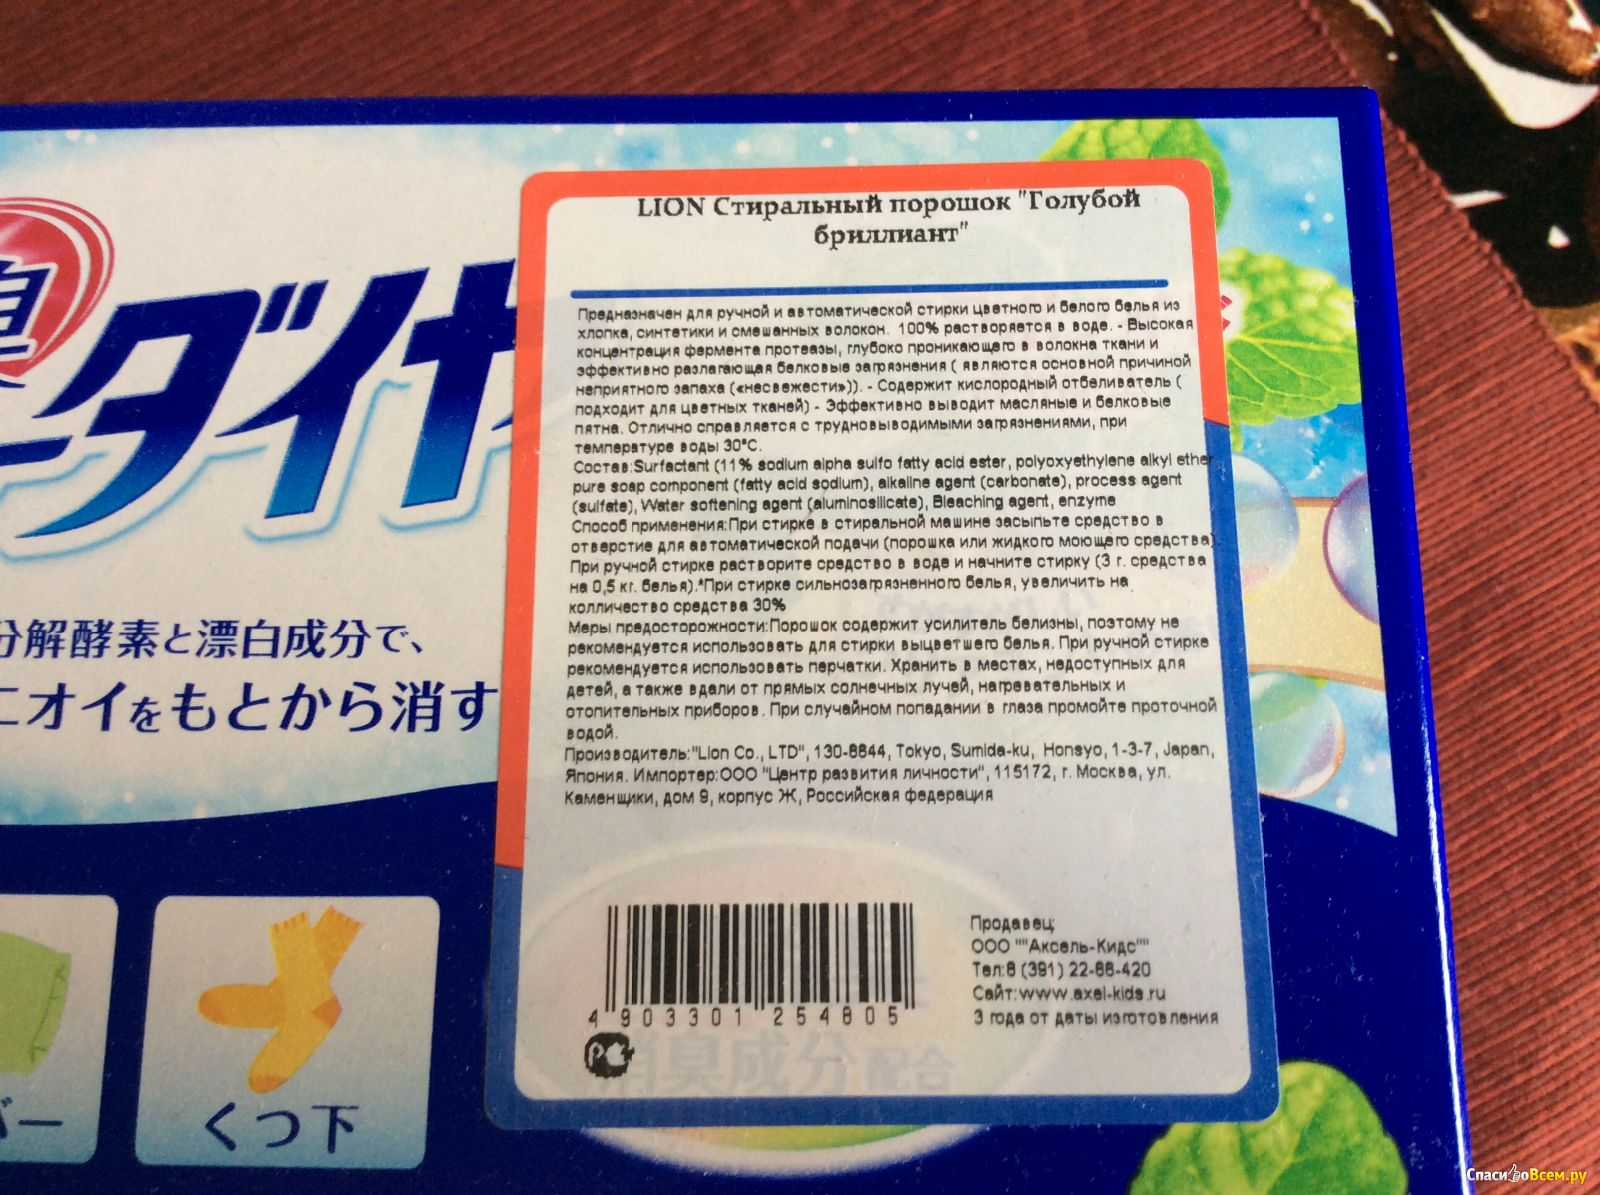 LION Стиральный порошок "Голубой
бриллиант"
Предназначен для ручной и автоматической стирки цветного и белого белья из
хлопка, синтетики и смешанных волокон. 100% растворяется в воде. - Высокая
концентрация фермента протеазы, глубоко проникающего в волокна ткани и
эффективно разлагающая белковые загрязнения ( являются основной причиной
неприятного запаха («несвежести»)). - Содержит кислородный отбеливатель (
подходит для цветных тканей) - Эффективно выводит масляные и белковые
пятна. Отлично справляется с трудновыводимыми загрязнениями, при
температуре воды 30°С.
Состав:Surfactant (11% sodium alpha sulfo fatty acid ester, polyoxyethylene alkyl ether
pure soap component (fatty acid sodium), alkaline agent (carbonate), process agent
(sulfate), Water softening agent (aluminosilicate), Bleaching agent, enzyme
Способ применения:При стирке в стиральной машине засыпьте средство в
отверстие для автоматической подачи (порошка или жидкого моющего средства).
При ручной стирке растворите средство в воде и начните стирку (3 г. средства
на 0,5 кг. белья).*При стирке сильнозагрязненного белья, увеличить на
колличество средства 30%
Меры предосторожности:Порошок содержит усилитель белизны, поэтому не
рекомендуется использовать для стирки выцветшего белья. При ручной стирке
рекомендуется использовать перчатки. Хранить в местах, недоступных для
детей, а также вдали от прямых солнечных лучей, нагревательных и
отопительных приборов. При случайном попадании в глаза промойте проточной
водой.
Производитель:"Lion Co., LTD", 130-8644, Tokyo, Sumida-ku, Honsyo, 1-3-7, Japan,
Япония. Импортер:ООО "Центр развития личности", 115172, г. Москва, ул.
Каменщики, дом 9, корпус Ж, Российская федерация
4 903301 254805
Продавец:
ООО ""Аксель-Кидс""
Тел:8 (391) 22-88-420
Сайт:www.axel-kids.ru
3 года от даты изготовления
РС
臭
ーダイヤ
分解酵素と漂白成分で、
ニオイをもとから消す
消臭成分配合
バー
くつ下
СпасибоВсем.ру